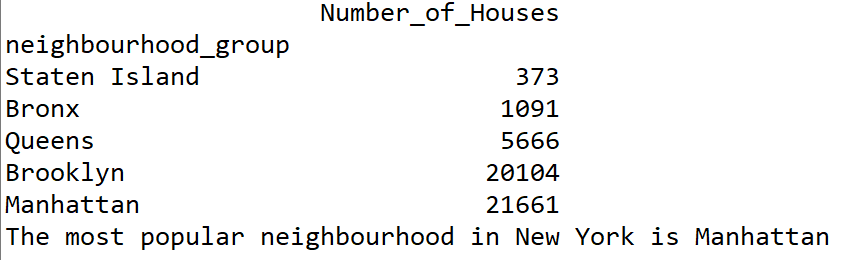 Number_of_Houses
neighbourhood_group
Staten Island 373
Bronx 1091
Queens 5666
Brooklyn 20104
Manhattan 21661
The most popular neighbourhood in New York is Manhattan